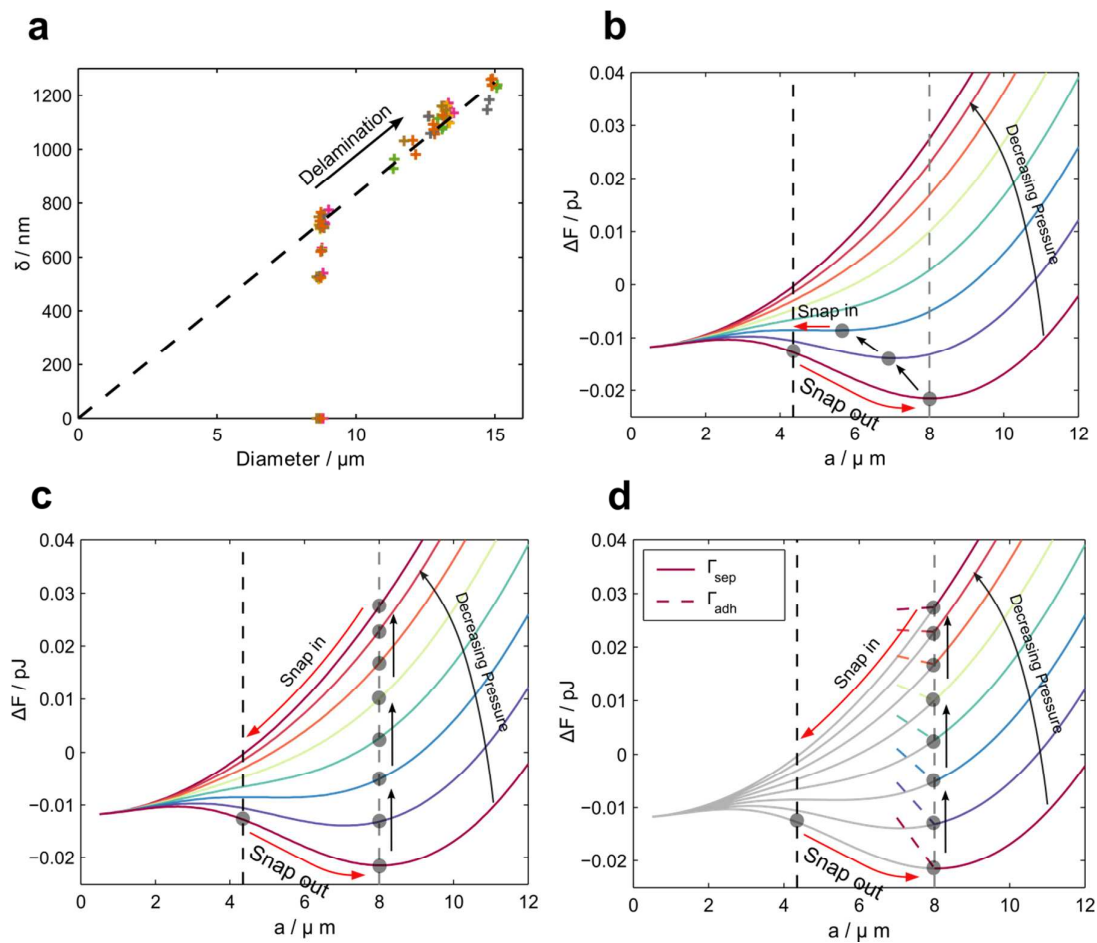 a
1200
1000
800
600
400
200
0
δ / nm
Delamination
0 5 10 15
Diameter / µm
b
0.04
0.03
0.02
0.01
0
−0.01
−0.02
ΔF / pJ
Decreasing Pressure
Snap in
Snap out
0 2 4 6 8 10 12
a / µ m
c
0.04
0.03
0.02
0.01
0
−0.01
−0.02
ΔF / pJ
Snap in
Decreasing Pressure
Snap out
0 2 4 6 8 10 12
a / µ m
d
0.04
0.03
0.02
0.01
0
−0.01
−0.02
ΔF / pJ
Γsep
Γadh
Snap in
Decreasing Pressure
Snap out
0 2 4 6 8 10 12
a / µ m